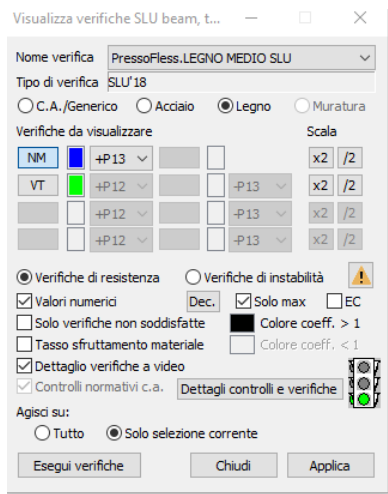 Visualizza verifiche SLU beam, t...
Nome verifica PressoFless.LEGNO MEDIO SLU
Tipo di verifica SLU'18
C.A./Generico Acciaio Legno Muratura
Verifiche da visualizzare Scala
NM +P13 x2 /2
VT +P12 -P13 x2 /2
+P12 -P13 x2 /2
+P12 -P13 x2 /2
Verifiche di resistenza Verifiche di instabilità
Valori numerici Dec. Solo max EC
Solo verifiche non soddisfatte Colore coeff. > 1
Tasso sfruttamento materiale Colore coeff. < 1
Dettaglio verifiche a video
Controlli normativi c.a. Dettagli controlli e verifiche
Agisci su:
Tutto Solo selezione corrente
Esegui verifiche Chiudi Applica